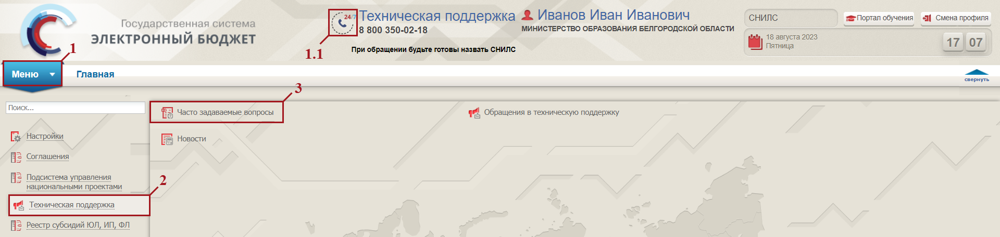 Государственная система
ЭЛЕКТРОННЫЙ БЮДЖЕТ
24/7
Техническая поддержка
8 800 350-02-18
При обращении будьте готовы назвать СНИЛС
Иванов Иван Иванович
МИНИСТЕРСТВО ОБРАЗОВАНИЯ БЕЛГОРОДСКОЙ ОБЛАСТИ
СНИЛС
Портал обучения
Смена профиля
18 августа 2023
Пятница
17 07
1
1.1
Меню
Главная
свернуть
3
Поиск...
Часто задаваемые вопросы
Обращения в техническую поддержку
Новости
Настройки
Соглашения
Подсистема управления
национальными проектами
2
Техническая поддержка
Реестр субсидий ЮЛ, ИП, ФЛ